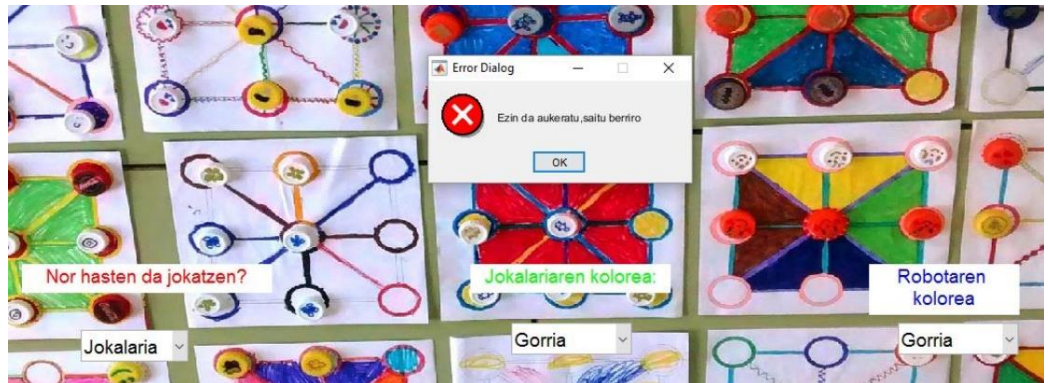 Error Dialog
Ezin da aukeratu,saitu berriro
OK
Nor hasten da jokatzen?
Jokalariaren kolorea:
Robotaren
kolorea
Jokalaria
Gorria
Gorria